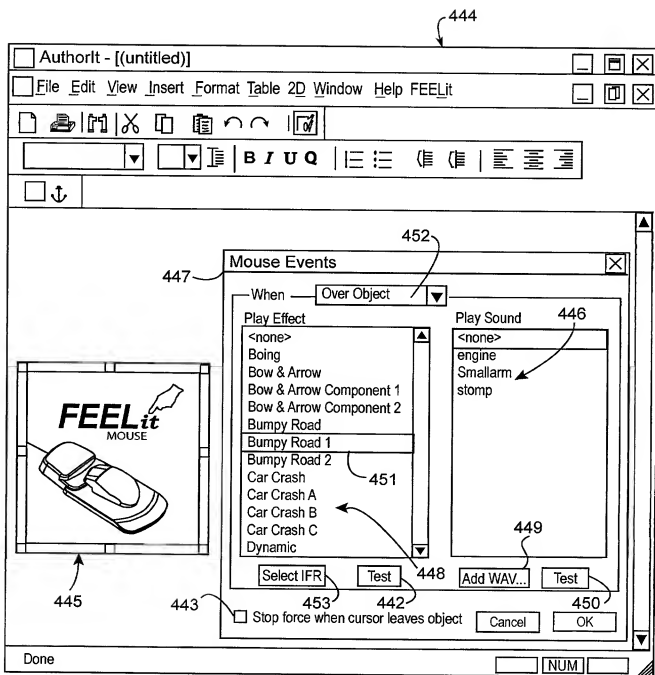 444
AuthorIt - [(untitled)]
File Edit View Insert Format Table 2D Window Help FEELit
B I U Q
452
447
Mouse Events
When Over Object
Play Effect
<none>
Boing
Bow & Arrow
Bow & Arrow Component 1
Bow & Arrow Component 2
Bumpy Road
Bumpy Road 1
Bumpy Road 2
Car Crash
Car Crash A
Car Crash B
Car Crash C
Dynamic
451
448
Play Sound
446
<none>
engine
Smallarm
stomp
449
Select IFR Test Add WAV... Test
453 442 450
443
Stop force when cursor leaves object Cancel OK
FEELit
MOUSE
445
Done NUM